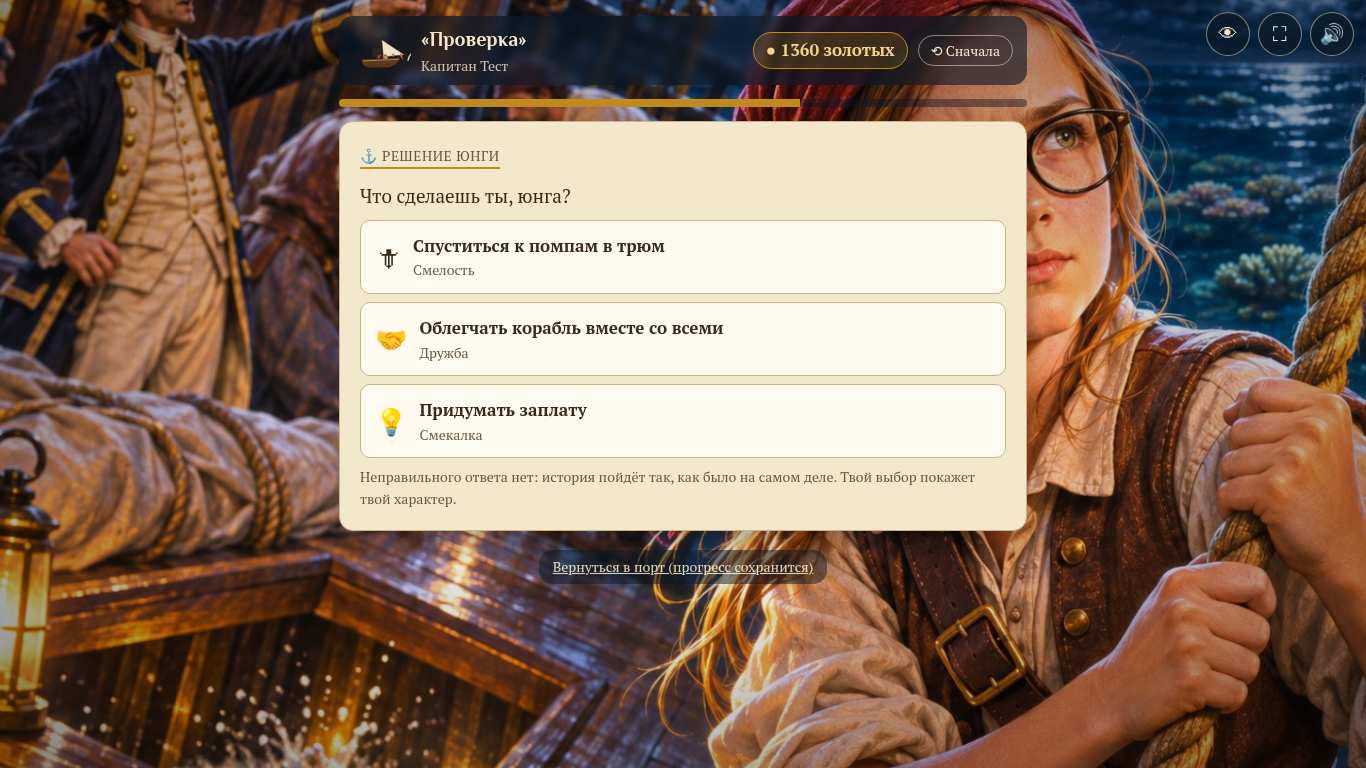 «Проверка»
Капитан Тест
● 1360 золотых
⟲ Сначала
⚓ РЕШЕНИЕ ЮНГИ
Что сделаешь ты, юнга?
Спуститься к помпам в трюм
Смелость
Облегчать корабль вместе со всеми
Дружба
Придумать заплату
Смекалка
Неправильного ответа нет: история пойдёт так, как было на самом деле. Твой выбор покажет
твой характер.
Вернуться в порт (прогресс сохранится)